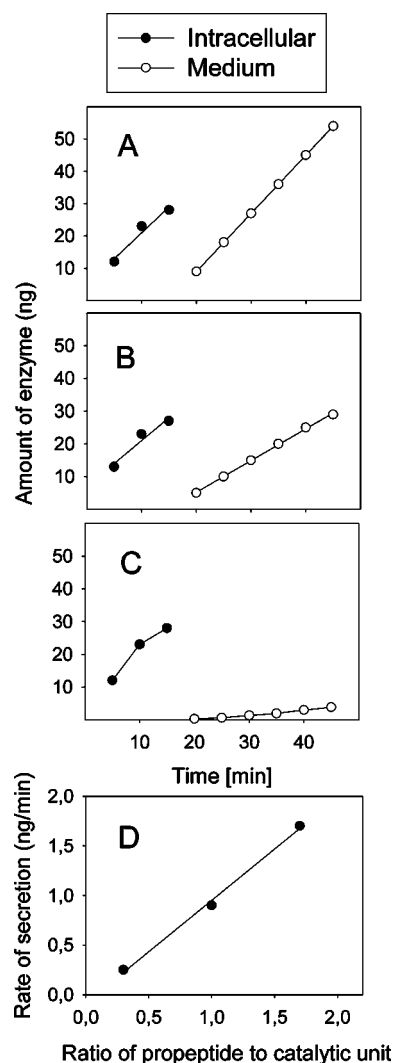 Intracellular
Medium
A
50
40
30
20
10
B
50
40
30
20
10
C
50
40
30
20
10
10 20 30 40
Time [min]
Amount of enzyme (ng)
D
2,0
1,5
1,0
0,5
0,0
0,0 0,5 1,0 1,5 2,0
Rate of secretion (ng/min)
Ratio of propeptide to catalytic unit